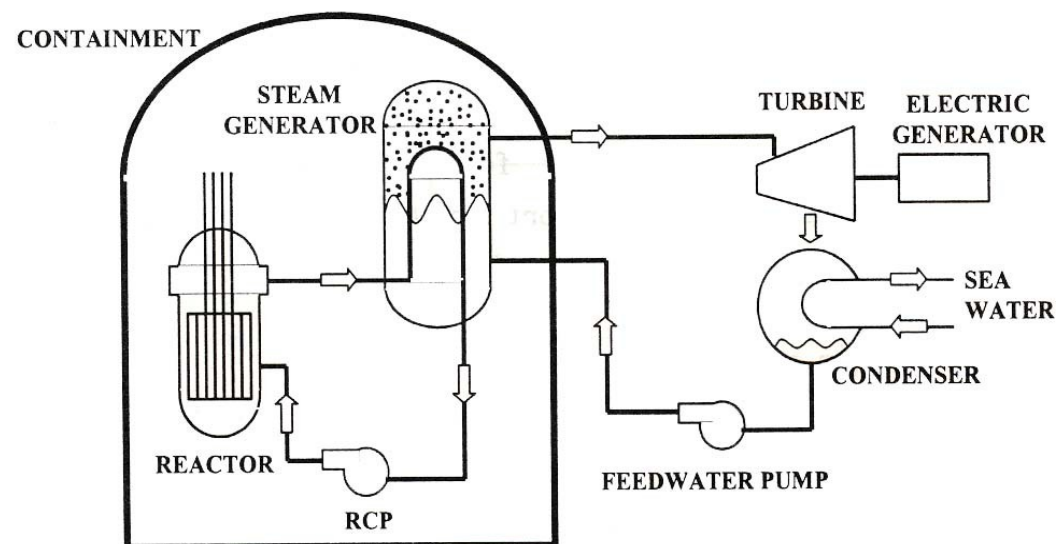 CONTAINMENT
STEAM
GENERATOR
TURBINE
ELECTRIC
GENERATOR
SEA
WATER
CONDENSER
REACTOR
FEEDWATER PUMP
RCP